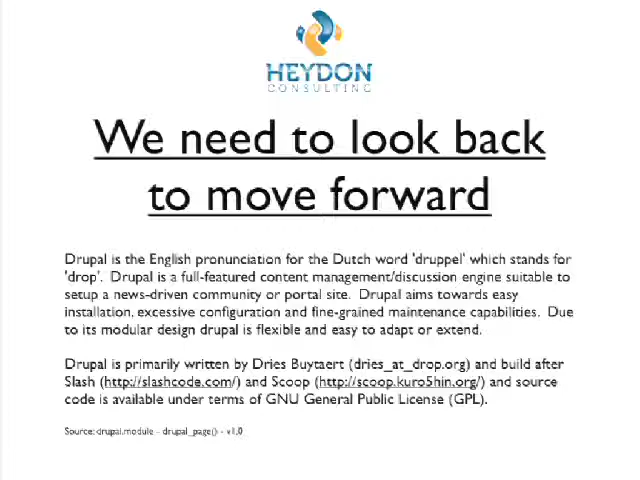 HEYDON
CONSULTING
We need to look back
to move forward
Drupal is the English pronunciation for the Dutch word 'druppel' which stands for
'drop'. Drupal is a full-featured content management/discussion engine suitable to
setup a news-driven community or portal site. Drupal aims towards easy
installation, excessive configuration and fine-grained maintenance capabilities. Due
to its modular design drupal is flexible and easy to adapt or extend.
Drupal is primarily written by Dries Buytaert (dries_at_drop.org) and build after
Slash (http://slashcode.com/) and Scoop (http://scoop.kuro5hin.org/) and source
code is available under terms of GNU General Public License (GPL).
Source: drupal.module - drupal_page() - v1.0